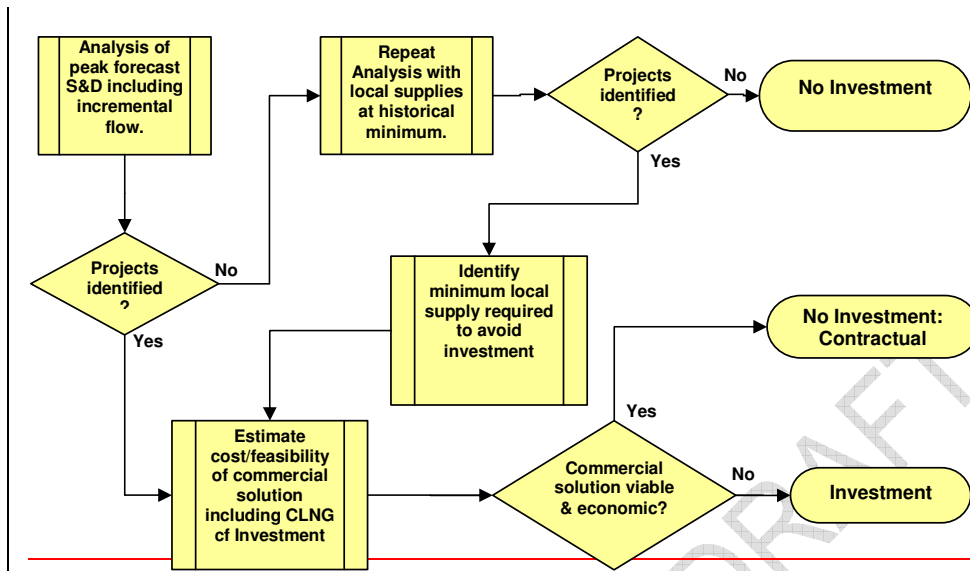 Analysis of
peak forecast
S&D including
incremental
flow.
Repeat
Analysis with
local supplies
at historical
minimum.
Projects
identified
?
No
No Investment
Yes
Projects
identified
?
No
Yes
Identify
minimum local
supply required
to avoid
investment
No Investment:
Contractual
Yes
Estimate
cost/feasibility
of commercial
solution
including CLNG
cf Investment
Commercial
solution viable
& economic?
No
Investment
DRAFT